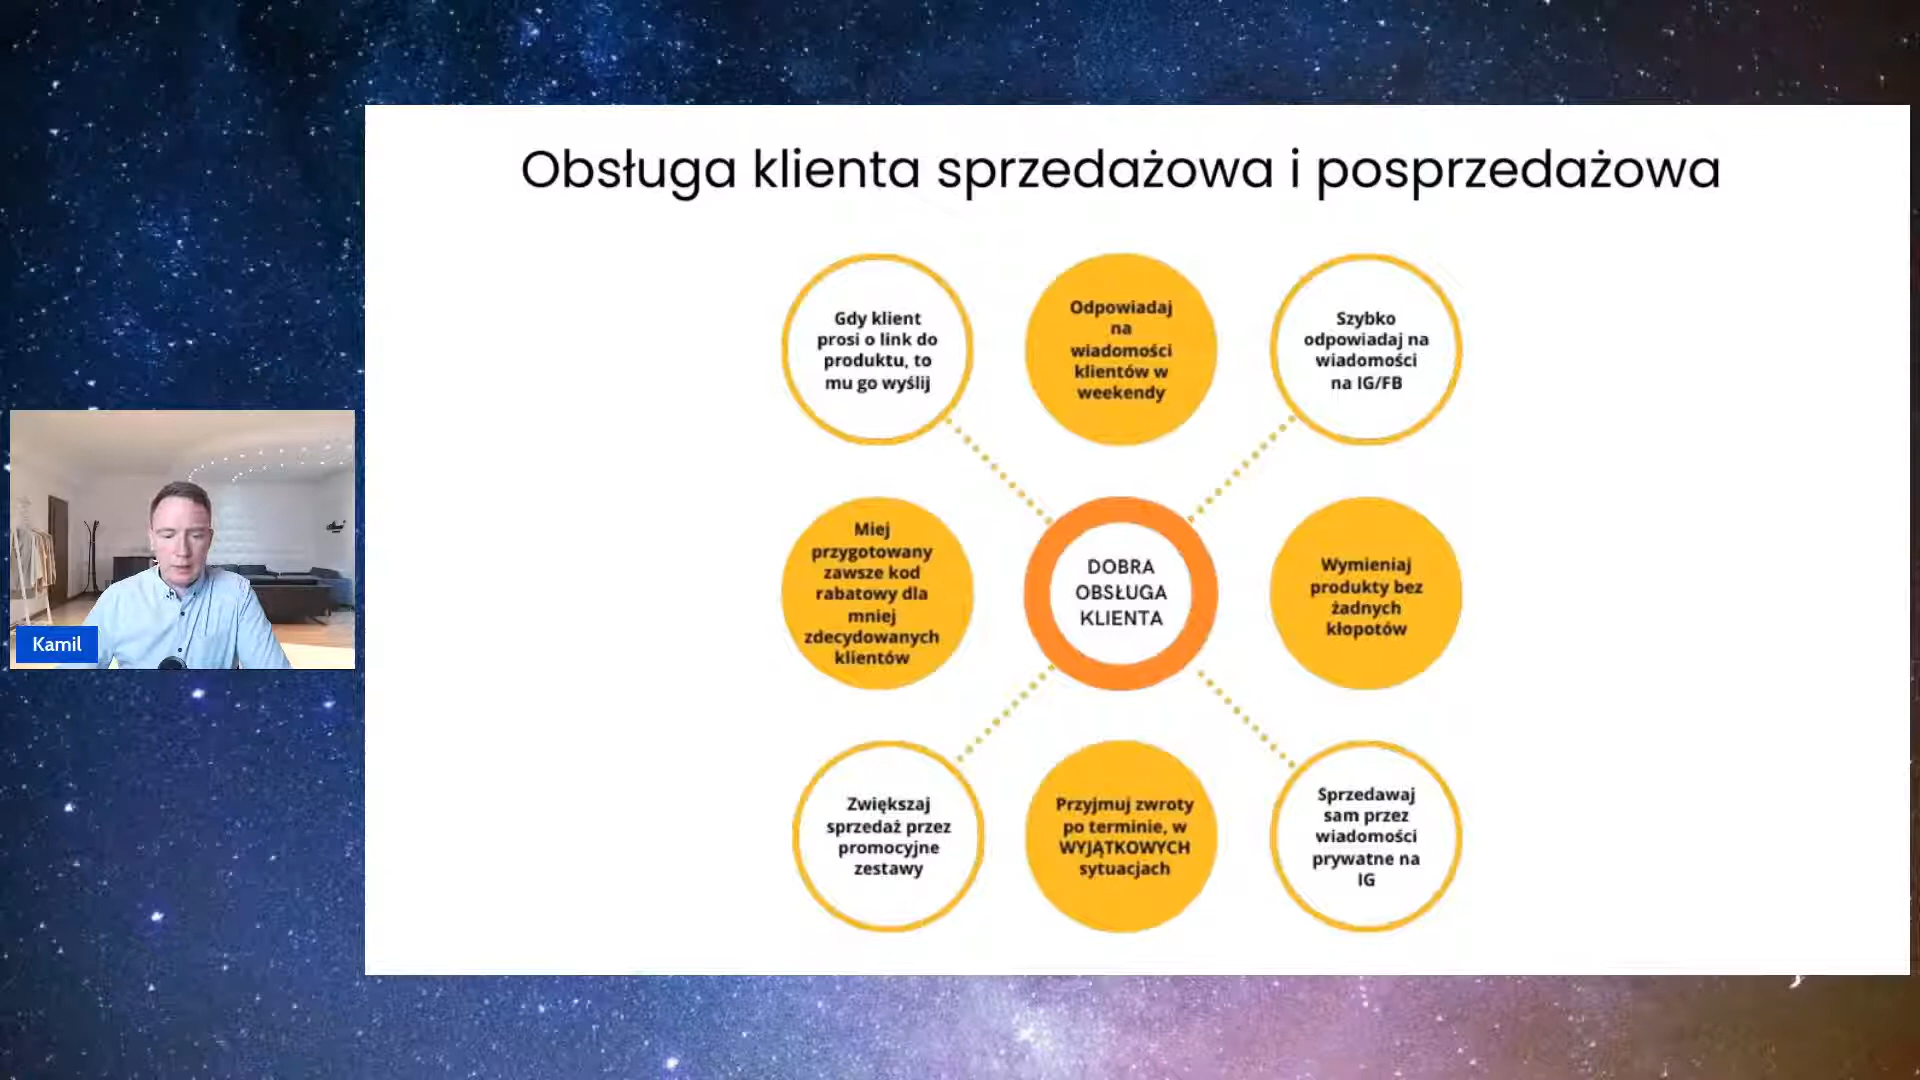 Obsługa klienta sprzedażowa i posprzedażowa
Gdy klient
prosi o link do
produktu, to
mu go wyślij
Odpowiadaj
na
wiadomości
klientów w
weekendy
Szybko
odpowiadaj na
wiadomości
na IG/FB
Miej
przygotowany
zawsze kod
rabatowy dla
mniej
zdecydowanych
klientów
DOBRA
OBSŁUGA
KLIENTA
Wymieniaj
produkty bez
żadnych
kłopotów
Kamil
Zwiększaj
sprzedaż przez
promocyjne
zestawy
Przyjmuj zwroty
po terminie, w
WYJĄTKOWYCH
sytuacjach
Sprzedawaj
sam przez
wiadomości
prywatne na
IG